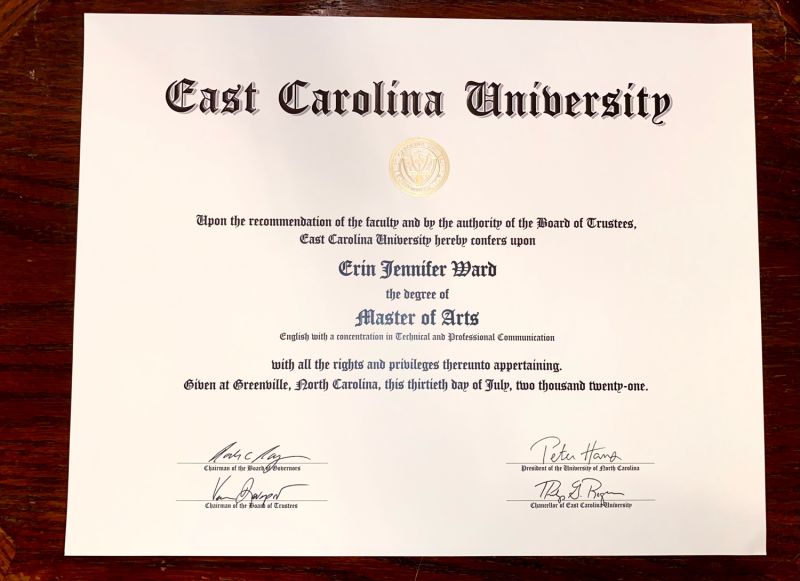 East Carolina University
Upon the recommendation of the faculty and by the authority of the Board of Trustees,
East Carolina University hereby confers upon
Erin Jennifer Ward
the degree of
Master of Arts
English with a concentration in Technical and Professional Communication
with all the rights and privileges thereunto appertaining.
Given at Greenville, North Carolina, this thirtieth day of July, two thousand twenty-one.
Peter Hans
Chairman of the Board of Governors
President of the University of North Carolina
Chairman of the Board of Trustees
Chancellor of East Carolina University